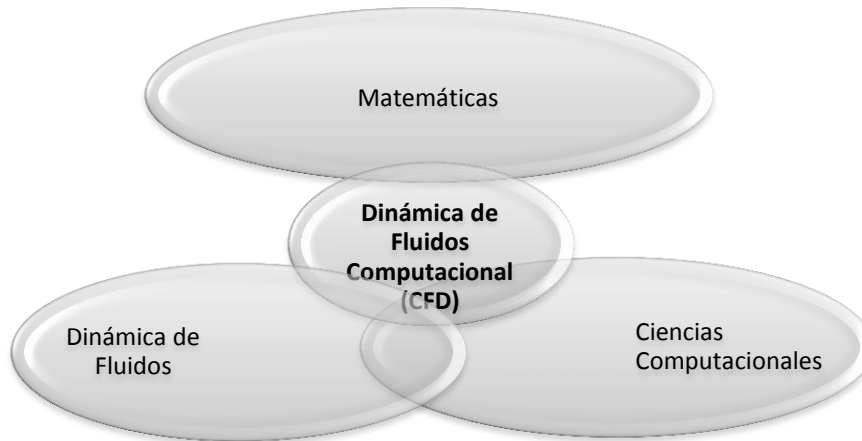 Matemáticas
Dinámica de
Fluidos
Computacional
(CFD)
Dinámica de
Fluidos
Ciencias
Computacionales